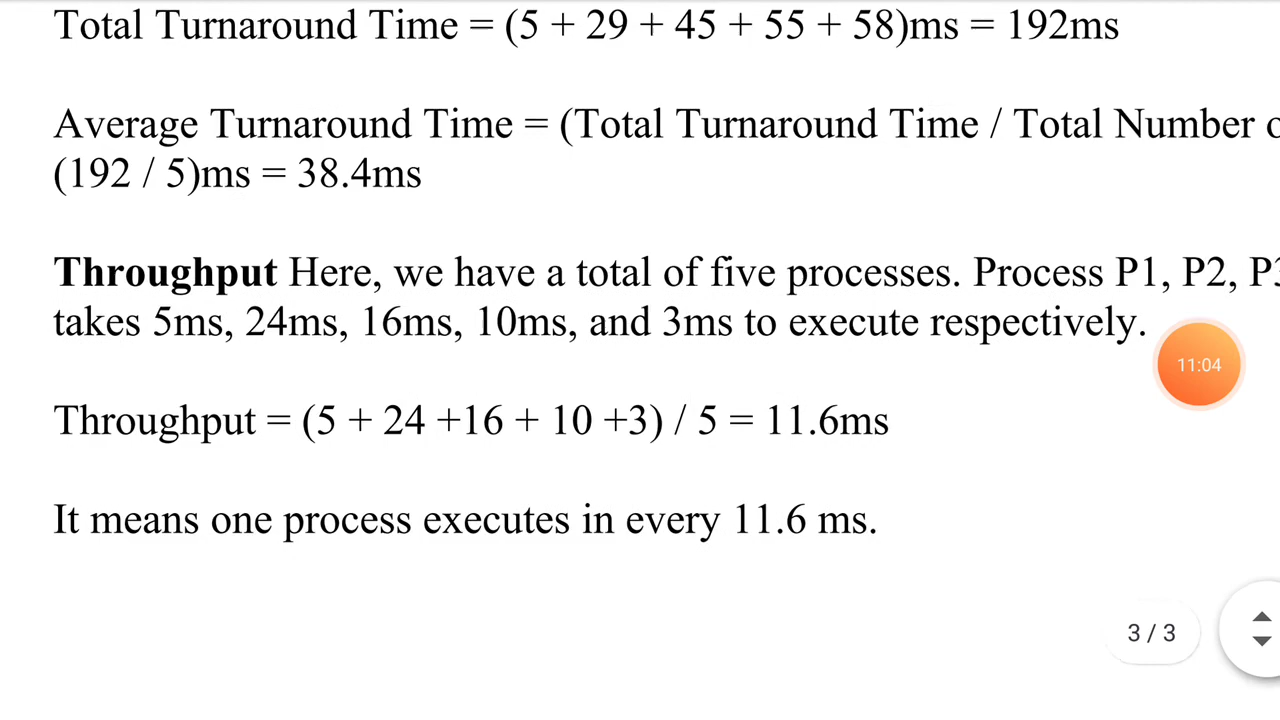 Total Turnaround Time = (5 + 29 + 45 + 55 + 58)ms = 192ms
Average Turnaround Time = (Total Turnaround Time / Total Number
(192 / 5)ms = 38.4ms
Throughput Here, we have a total of five processes. Process P1, P2,
takes 5ms, 24ms, 16ms, 10ms, and 3ms to execute respectively.
11:04
Throughput = (5 + 24 +16 + 10 +3) / 5 = 11.6ms
It means one process executes in every 11.6 ms.
3 / 3